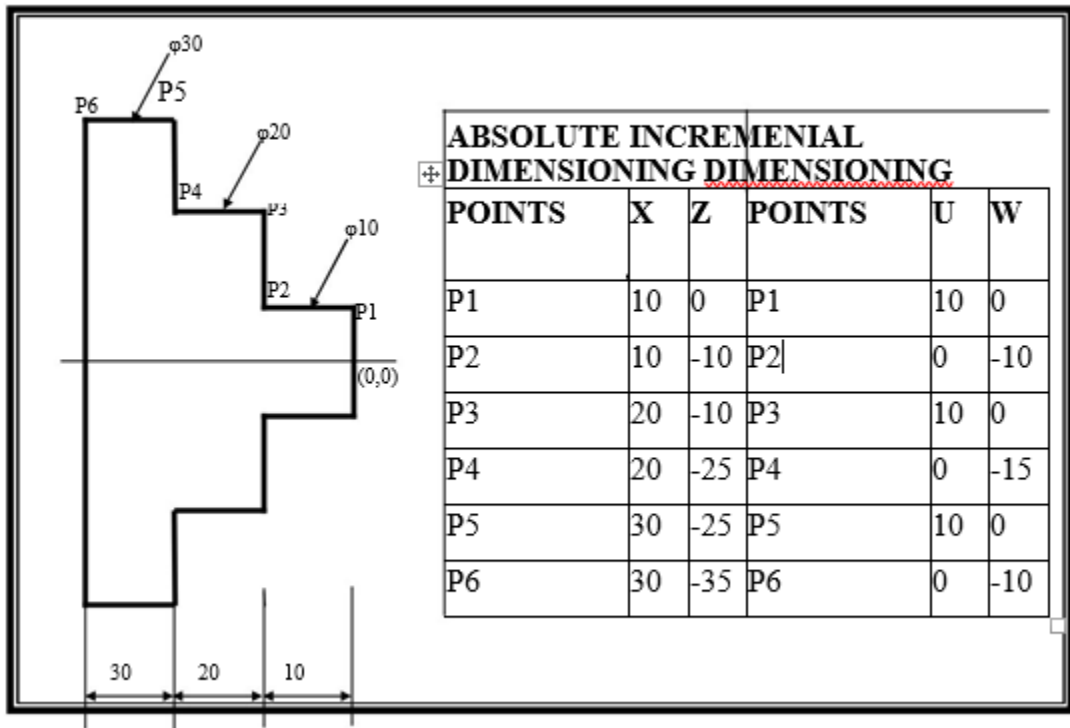 φ30
P6
P5
φ20
P4
P3
φ10
P2
P1
(0,0)
30 20 10
ABSOLUTE INCREMENIAL
DIMENSIONING DIMENSIONING
POINTS X Z POINTS U W
P1 10 0 P1 10 0
P2 10 -10 P2 0 -10
P3 20 -10 P3 10 0
P4 20 -25 P4 0 -15
P5 30 -25 P5 10 0
P6 30 -35 P6 0 -10